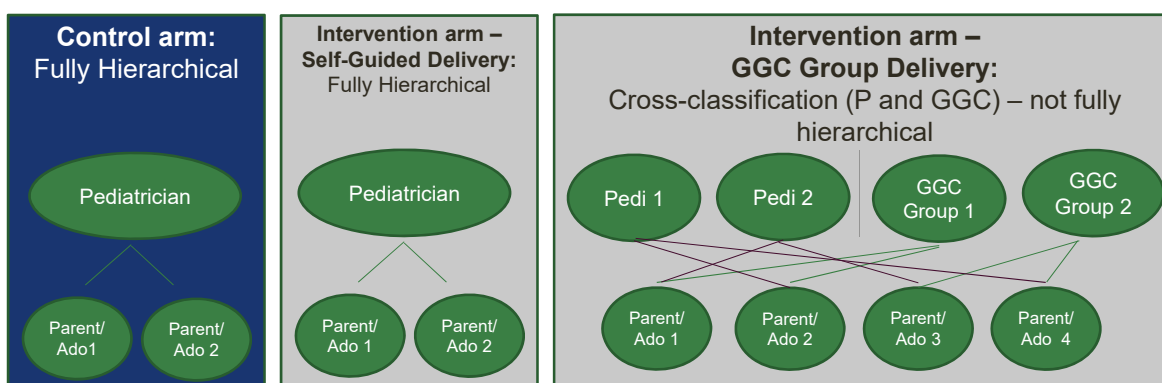 Control arm:
Fully Hierarchical
Pediatrician
Parent/
Ado1
Parent/
Ado 2
Intervention arm –
Self-Guided Delivery:
Fully Hierarchical
Pediatrician
Parent/
Ado 1
Parent/
Ado 2
Intervention arm –
GGC Group Delivery:
Cross-classification (P and GGC) – not fully
hierarchical
Pedi 1
Pedi 2
GGC
Group 1
GGC
Group 2
Parent/
Ado 1
Parent/
Ado 2
Parent/
Ado 3
Parent/
Ado 4